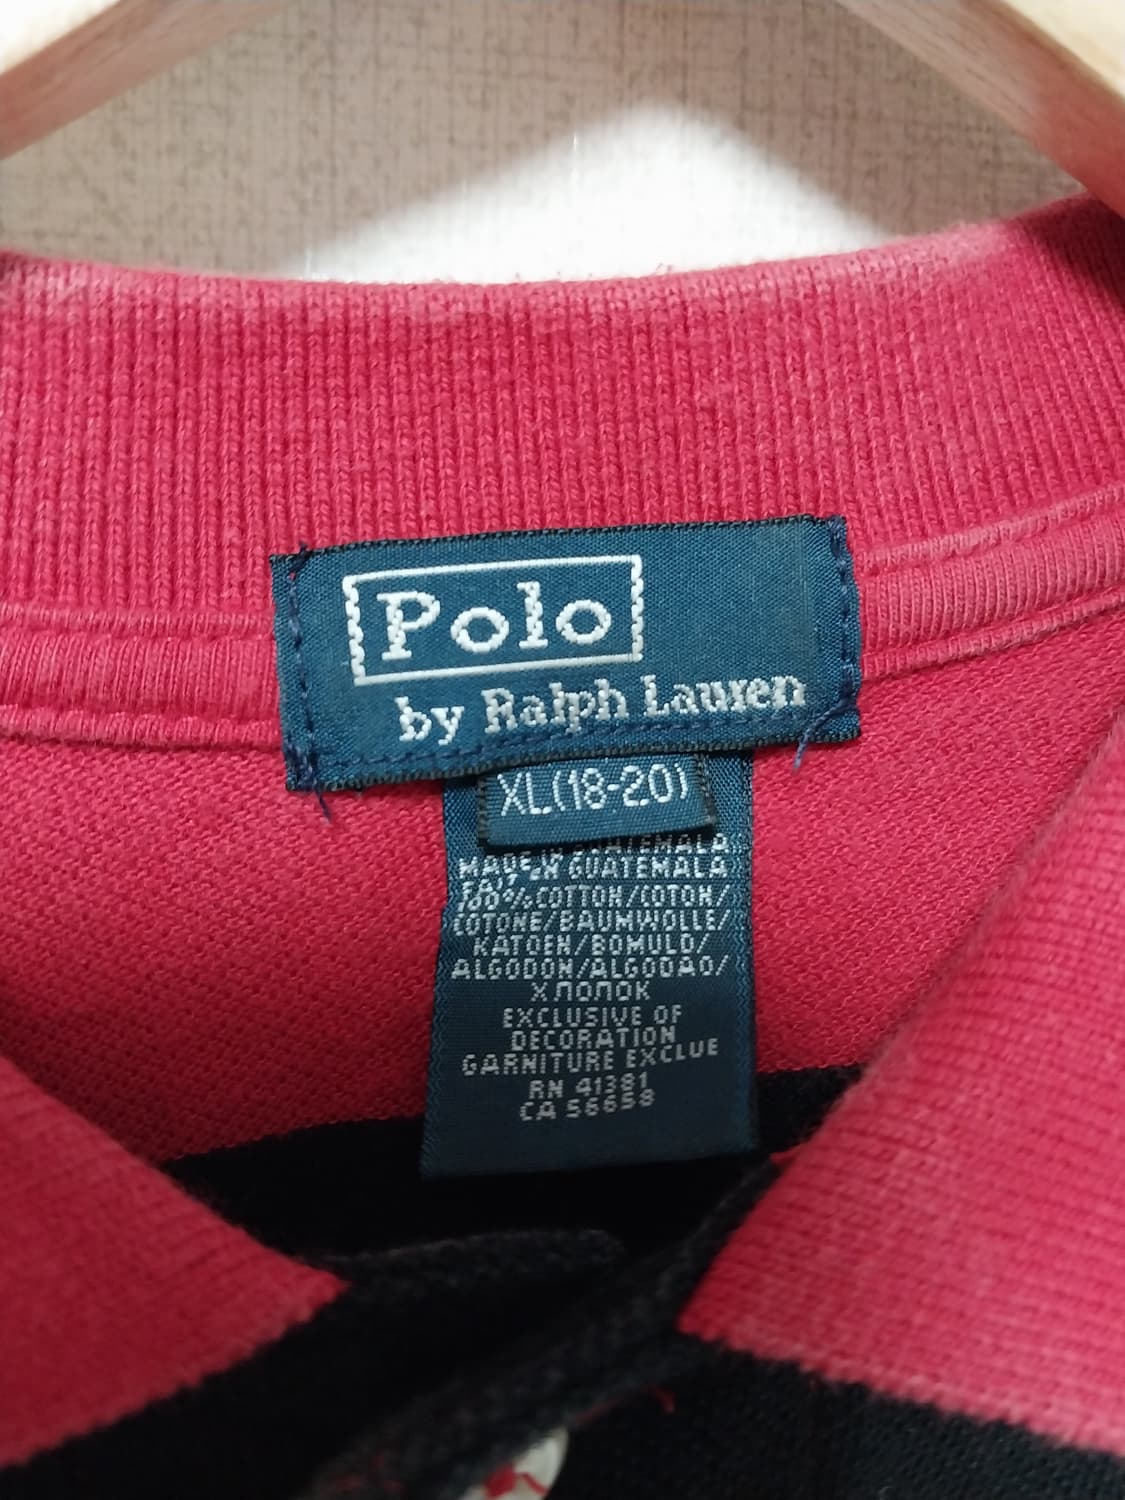 Polo
by Ralph Lauren
XL(18-20)
MADE IN GUATEMALA
100% COTTON/COTON/
COTONE/BAUMWOLLE/
KATOEN/BOMULD/
ALGODON/ALGODAO/
ХЛОПОК
EXCLUSIVE OF
DECORATION
GARNITURE EXCLUE
RN 41381
CA 56658